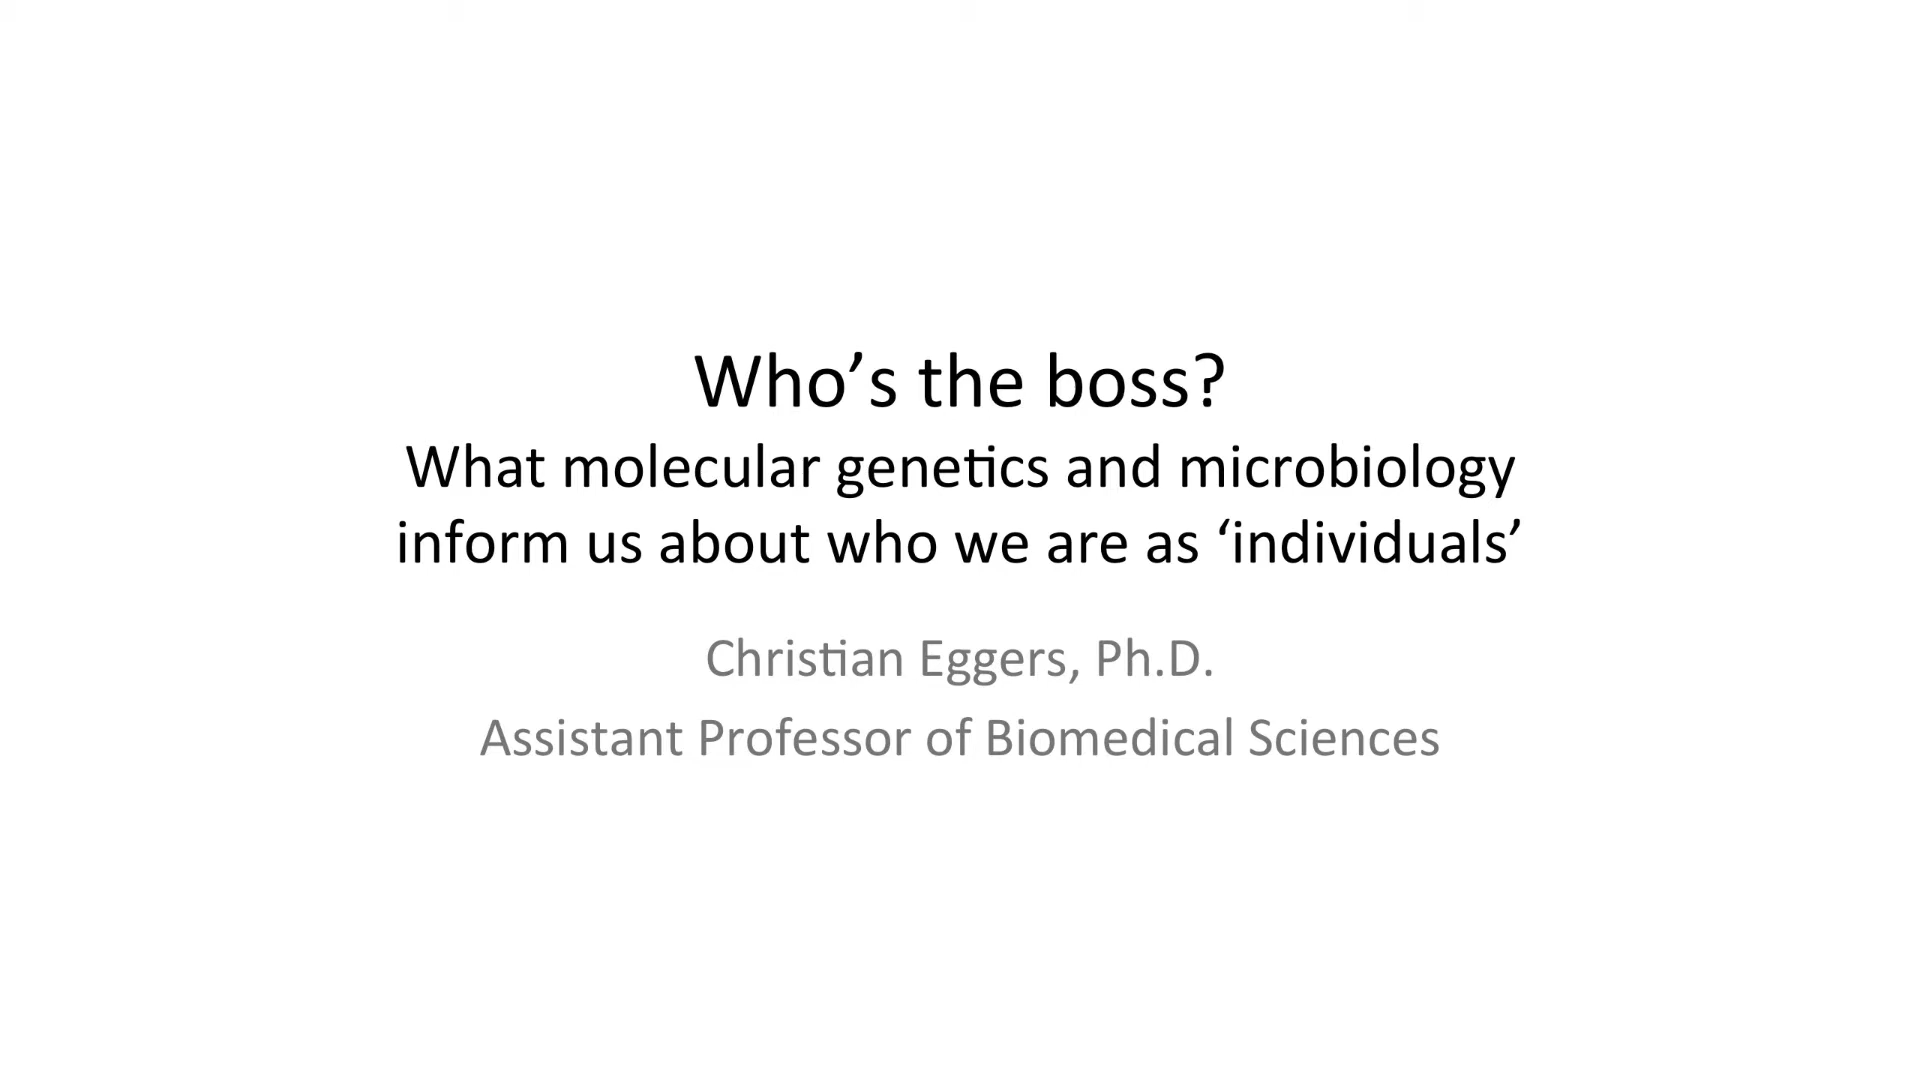 Who’s the boss?
What molecular genetics and microbiology
inform us about who we are as ‘individuals’
Christian Eggers, Ph.D.
Assistant Professor of Biomedical Sciences